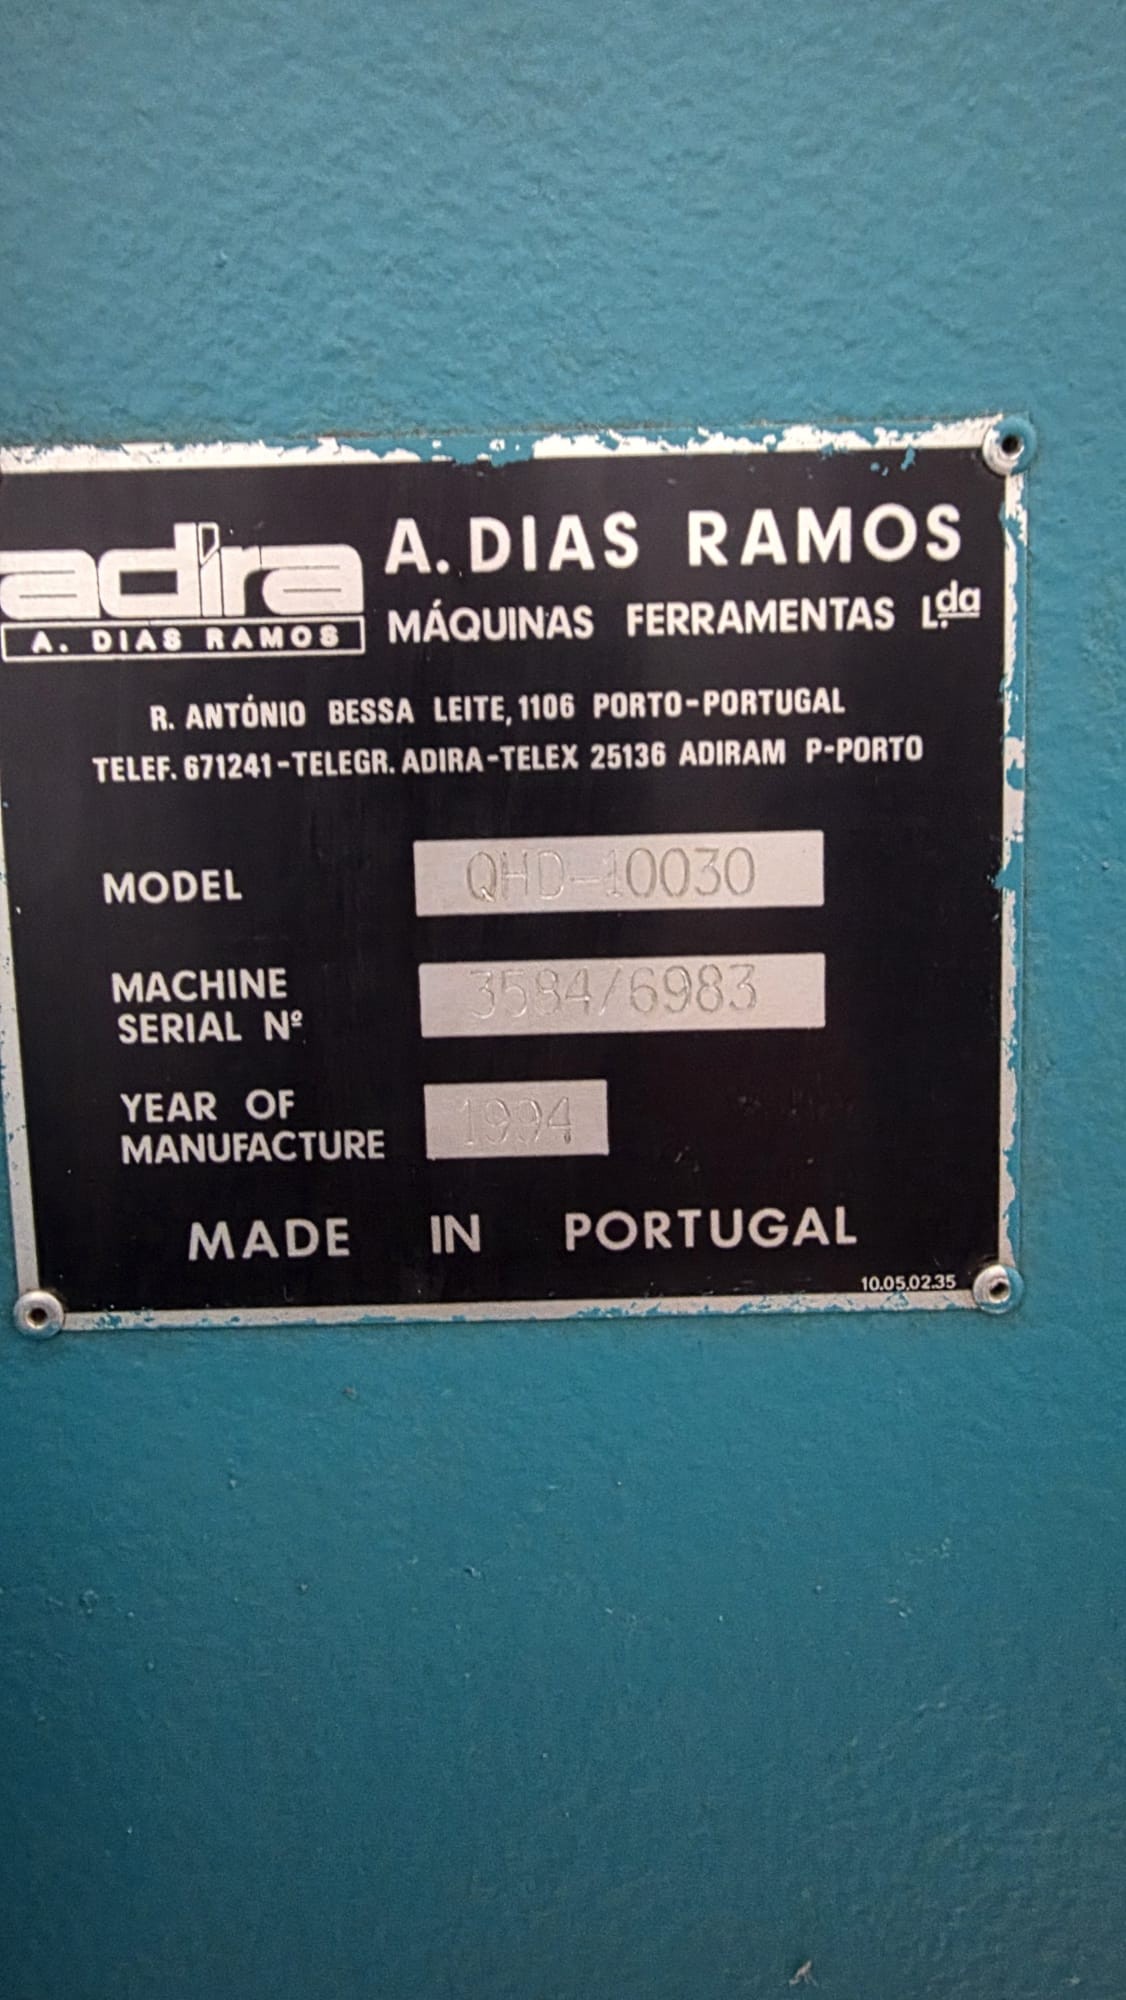 adira
A. DIAS RAMOS
A. DIAS RAMOS
MÁQUINAS FERRAMENTAS L.da
R. ANTÓNIO BESSA LEITE, 1106 PORTO-PORTUGAL
TELEF. 671241-TELEGR. ADIRA-TELEX 25136 ADIRAM P-PORTO
MODEL QHD-10030
MACHINE
SERIAL Nº 3584/6983
YEAR OF
MANUFACTURE 1994
MADE IN PORTUGAL
10.05.02.35